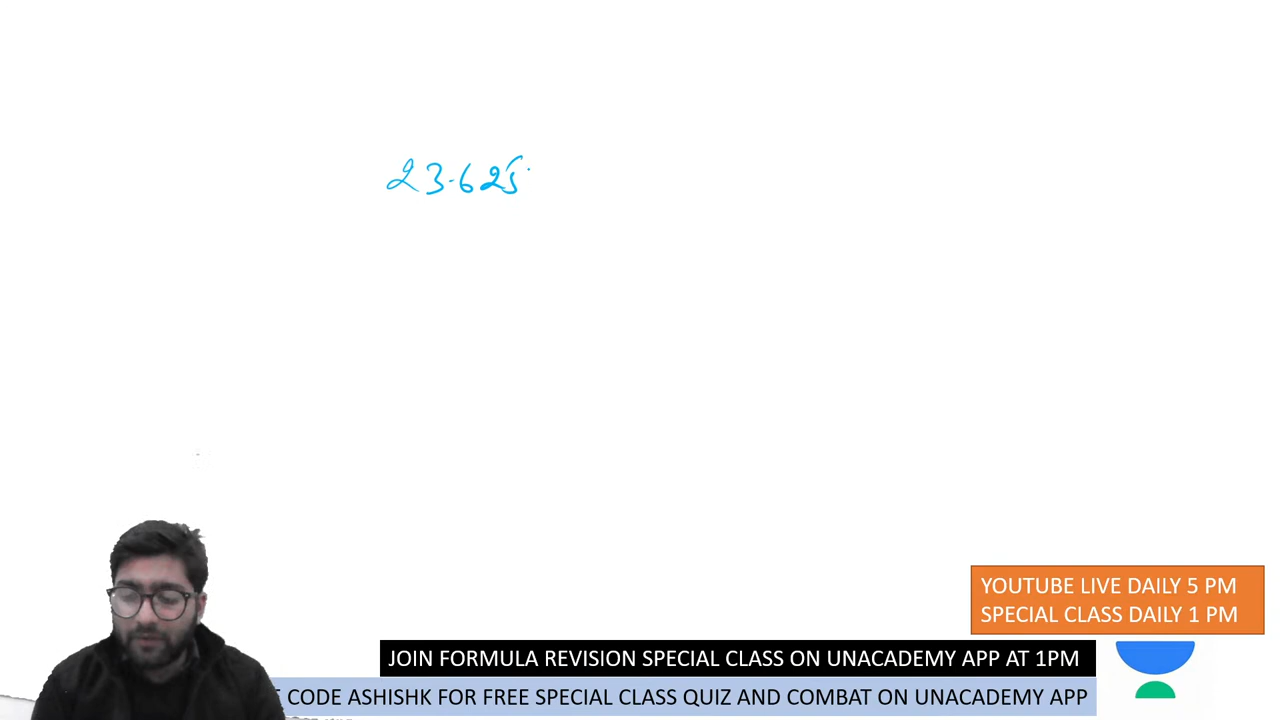 23.625
YOUTUBE LIVE DAILY 5 PM
SPECIAL CLASS DAILY 1 PM
JOIN FORMULA REVISION SPECIAL CLASS ON UNACADEMY APP AT 1PM
CODE ASHISHK FOR FREE SPECIAL CLASS QUIZ AND COMBAT ON UNACADEMY APP